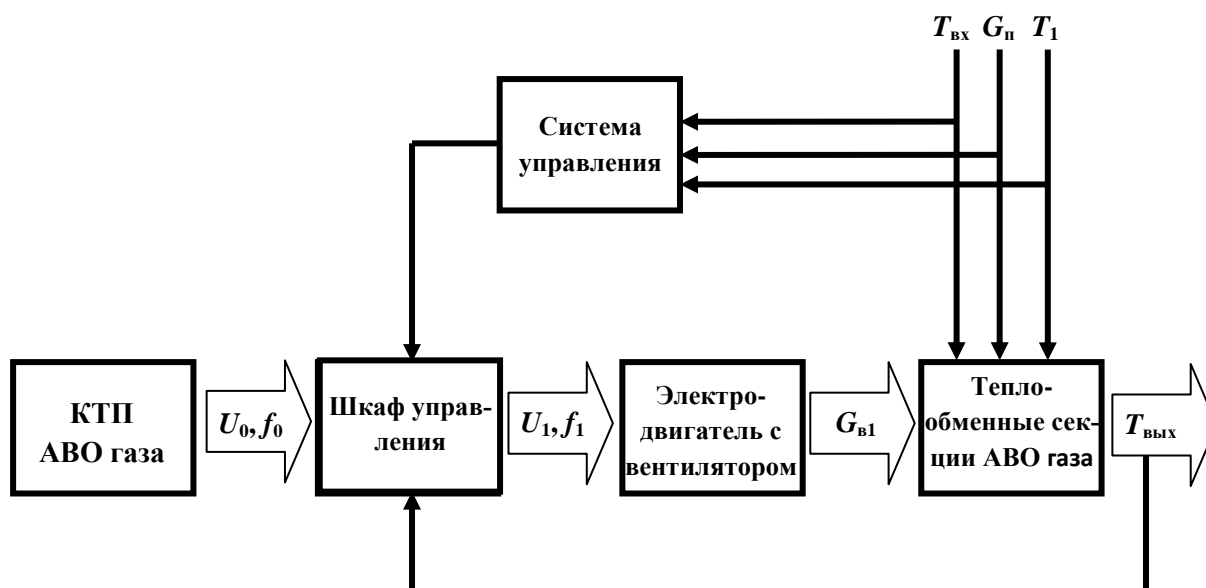 Tвх Gп T1
Система
управления
КТП
АВО газа
U0, f0
Шкаф управ-
ления
U1, f1
Электро-
двигатель с
вентилятором
Gв1
Тепло-
обменные сек-
ции АВО газа
Tвых